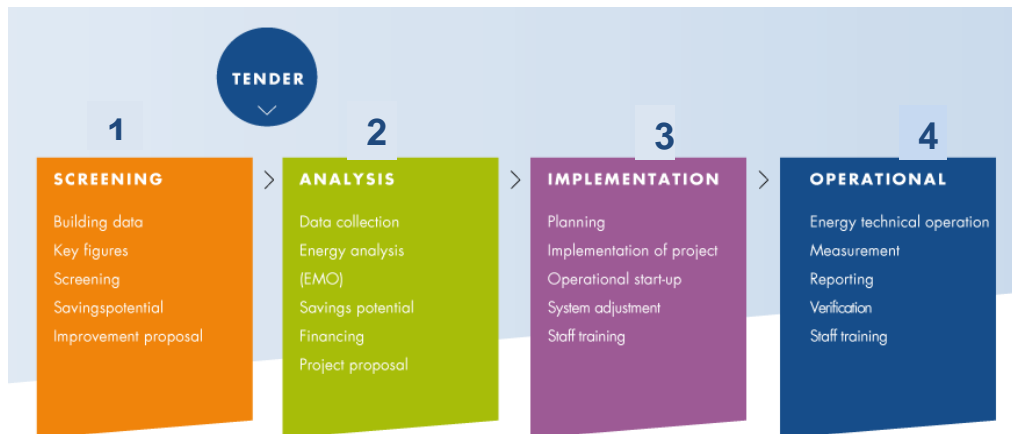 TENDER
1
2
3
4
SCREENING
Building data
Key figures
Screening
Savingspotential
Improvement proposal
ANALYSIS
Data collection
Energy analysis
(EMO)
Savings potential
Financing
Project proposal
IMPLEMENTATION
Planning
Implementation of project
Operational start-up
System adjustment
Staff training
OPERATIONAL
Energy technical operation
Measurement
Reporting
Verification
Staff training